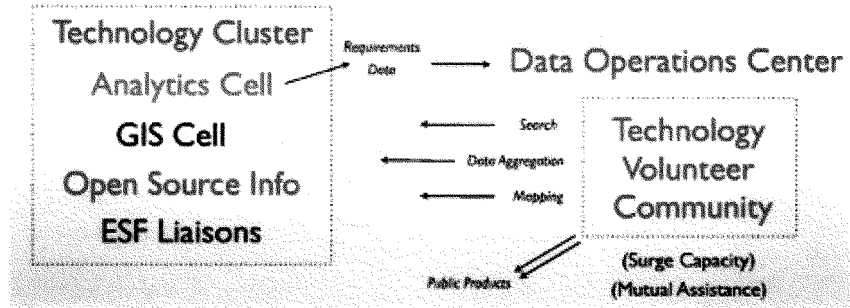 Technology Cluster
Analytics Cell
GIS Cell
Open Source Info
ESF Liaisons
Requirements
Data
Data Operations Center
Search
Data Aggregation
Mapping
Public Products
Technology
Volunteer
Community
(Surge Capacity)
(Mutual Assistance)